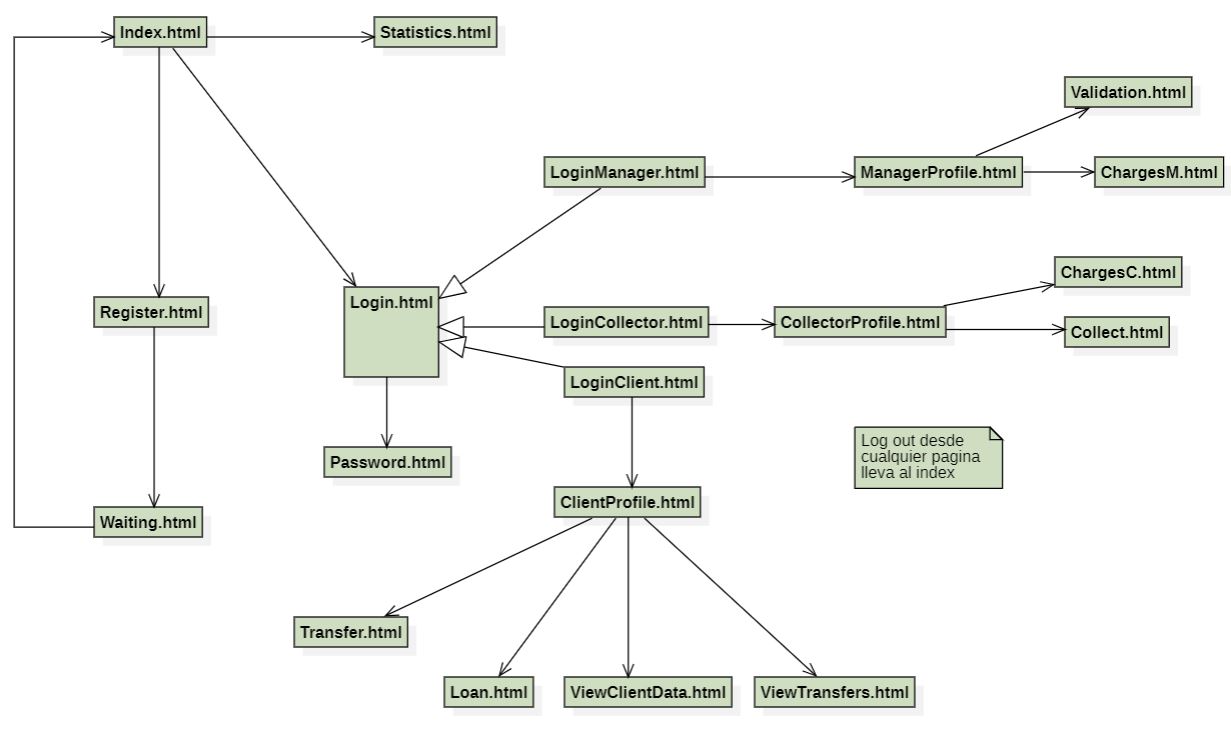 Index.html
Statistics.html
Validation.html
LoginManager.html
ManagerProfile.html
ChargesM.html
ChargesC.html
Register.html
Login.html
LoginCollector.html
CollectorProfile.html
Collect.html
LoginClient.html
Log out desde
cualquier pagina
lleva al index
Password.html
ClientProfile.html
Waiting.html
Transfer.html
Loan.html
ViewClientData.html
ViewTransfers.html